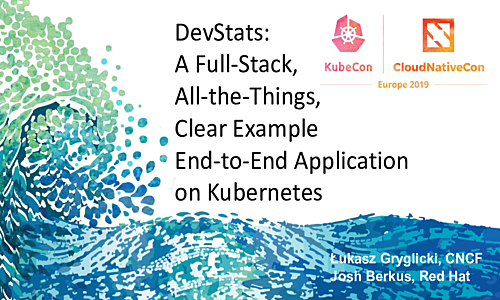 DevStats:
A Full-Stack,
All-the-Things,
Clear Example
End-to-End Application
on Kubernetes
KubeCon
CloudNativeCon
Europe 2019
Łukasz Gryglicki, CNCF
Josh Berkus, Red Hat